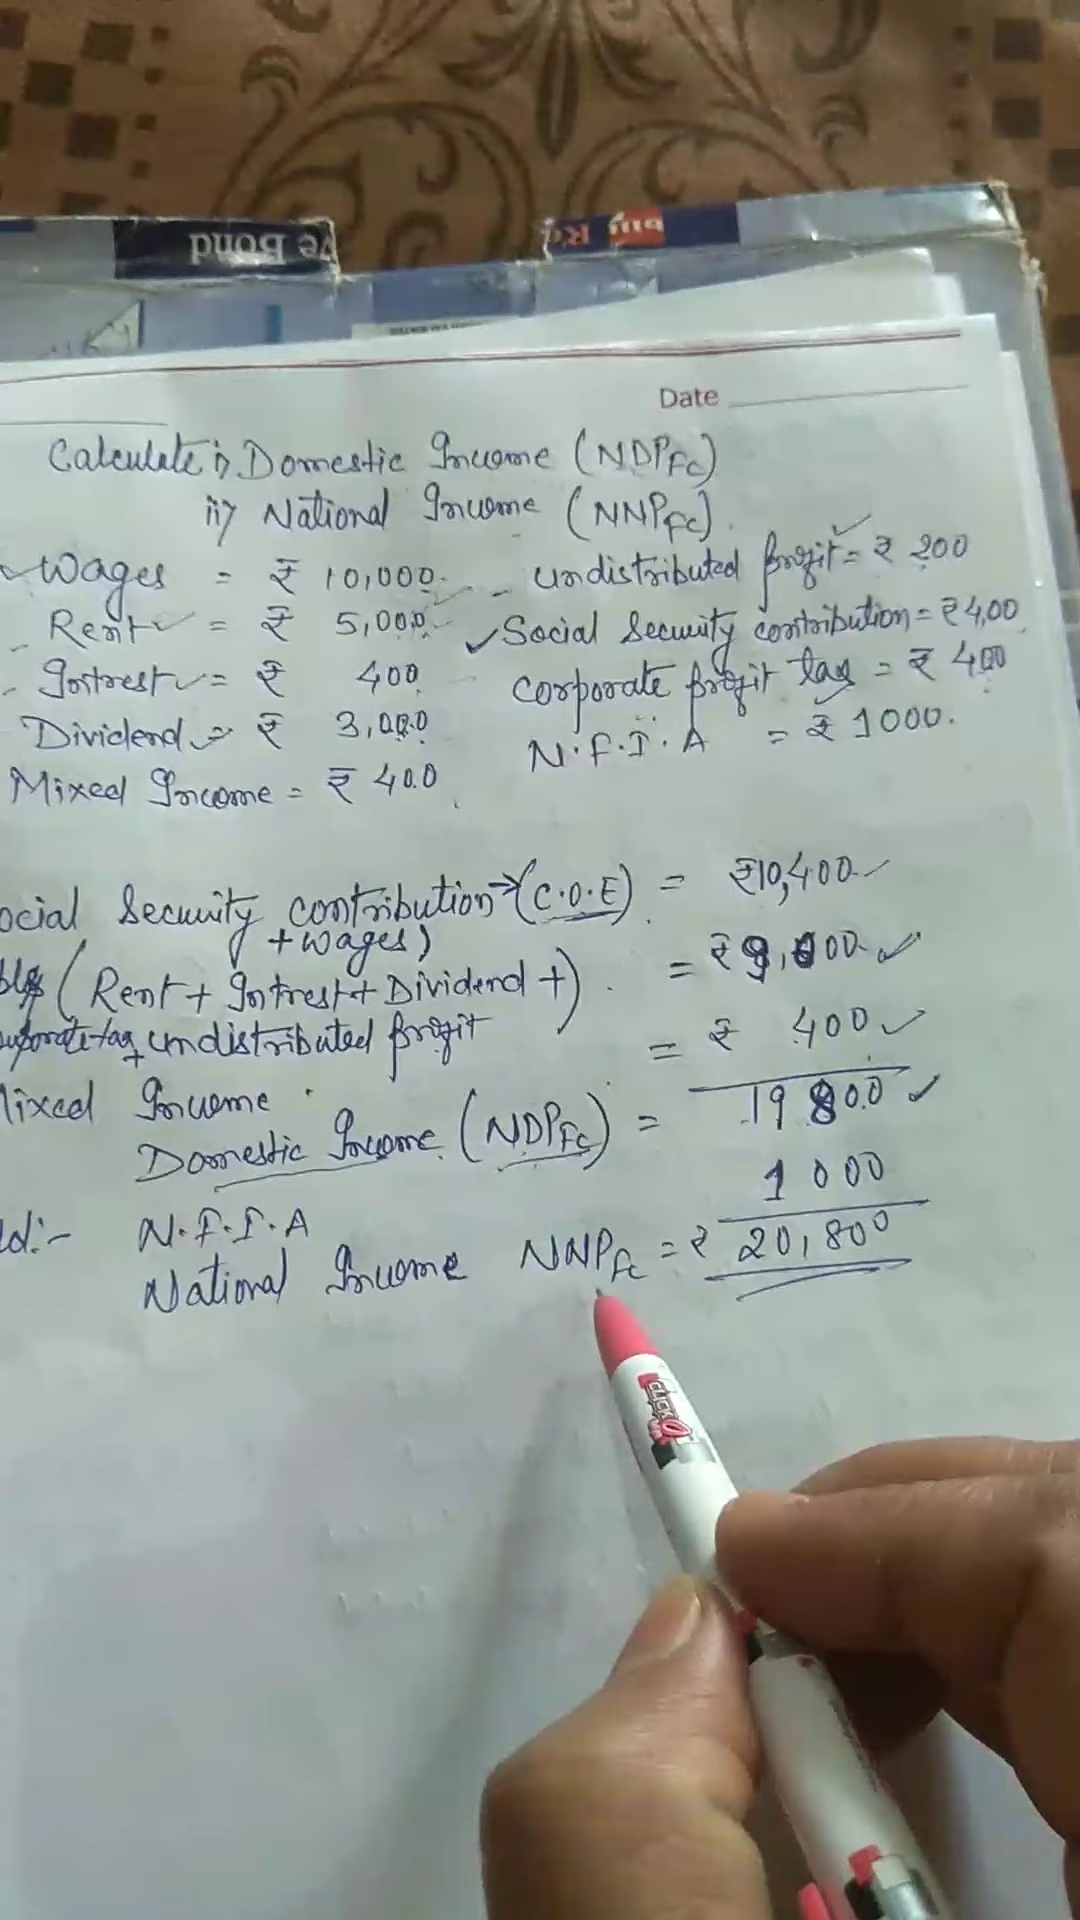 ve Bond
Date
Calculate i) Domestic Income (NDPFC)
ii) National Income (NNPFC).
Wages = ₹ 10,000
Rent = ₹ 5,000
Intrest = ₹ 400
Dividend = ₹ 3,000
Mixed Income = ₹ 400
undistributed profit = ₹ 200
Social Security contribution = ₹ 400
corporate profit tax = ₹ 400
N.F.I.A = ₹ 1000.
ocial Security contribution → (C.O.E) = ₹10,400
+ wages)
(Rent + Intrest + Dividend +) = ₹ 9,000
tax + undistributed profit
ixed Income = ₹ 400
Domestic Income (NDPFC) = 19800
d:- N.F.I.A 1000
National Income NNPFC = ₹ 20,800